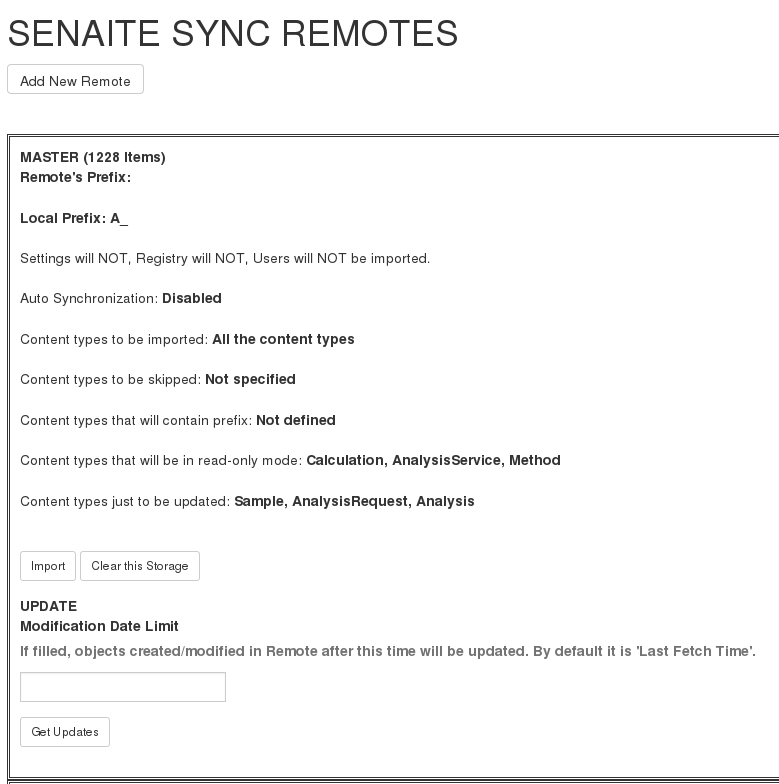 SENAITE SYNC REMOTES
Add New Remote
MASTER (1228 Items)
Remote's Prefix:
Local Prefix: A_
Settings will NOT, Registry will NOT, Users will NOT be imported.
Auto Synchronization: Disabled
Content types to be imported: All the content types
Content types to be skipped: Not specified
Content types that will contain prefix: Not defined
Content types that will be in read-only mode: Calculation, AnalysisService, Method
Content types just to be updated: Sample, AnalysisRequest, Analysis
Import Clear this Storage
UPDATE
Modification Date Limit
If filled, objects created/modified in Remote after this time will be updated. By default it is 'Last Fetch Time'.
Get Updates